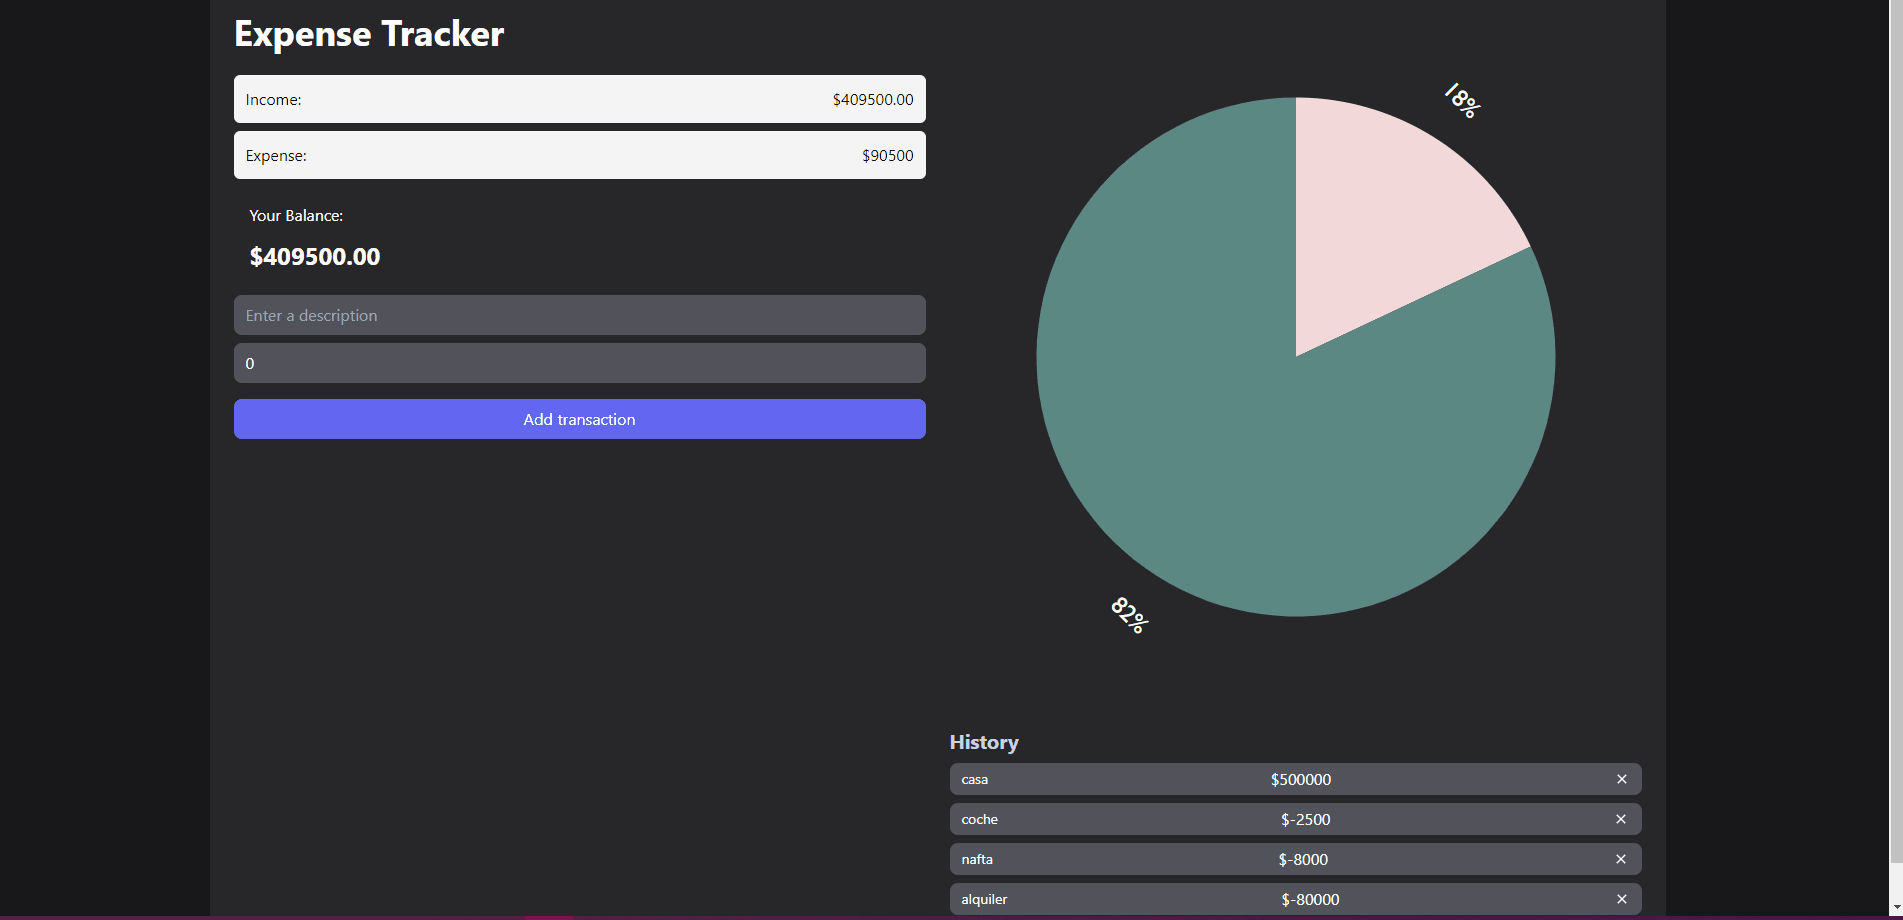 Expense Tracker
Income: $409500.00
Expense: $90500
Your Balance:
$409500.00
Enter a description
0
Add transaction
18%
82%
History
casa $500000 ✕
coche $-2500 ✕
nafta $-8000 ✕
alquiler $-80000 ✕